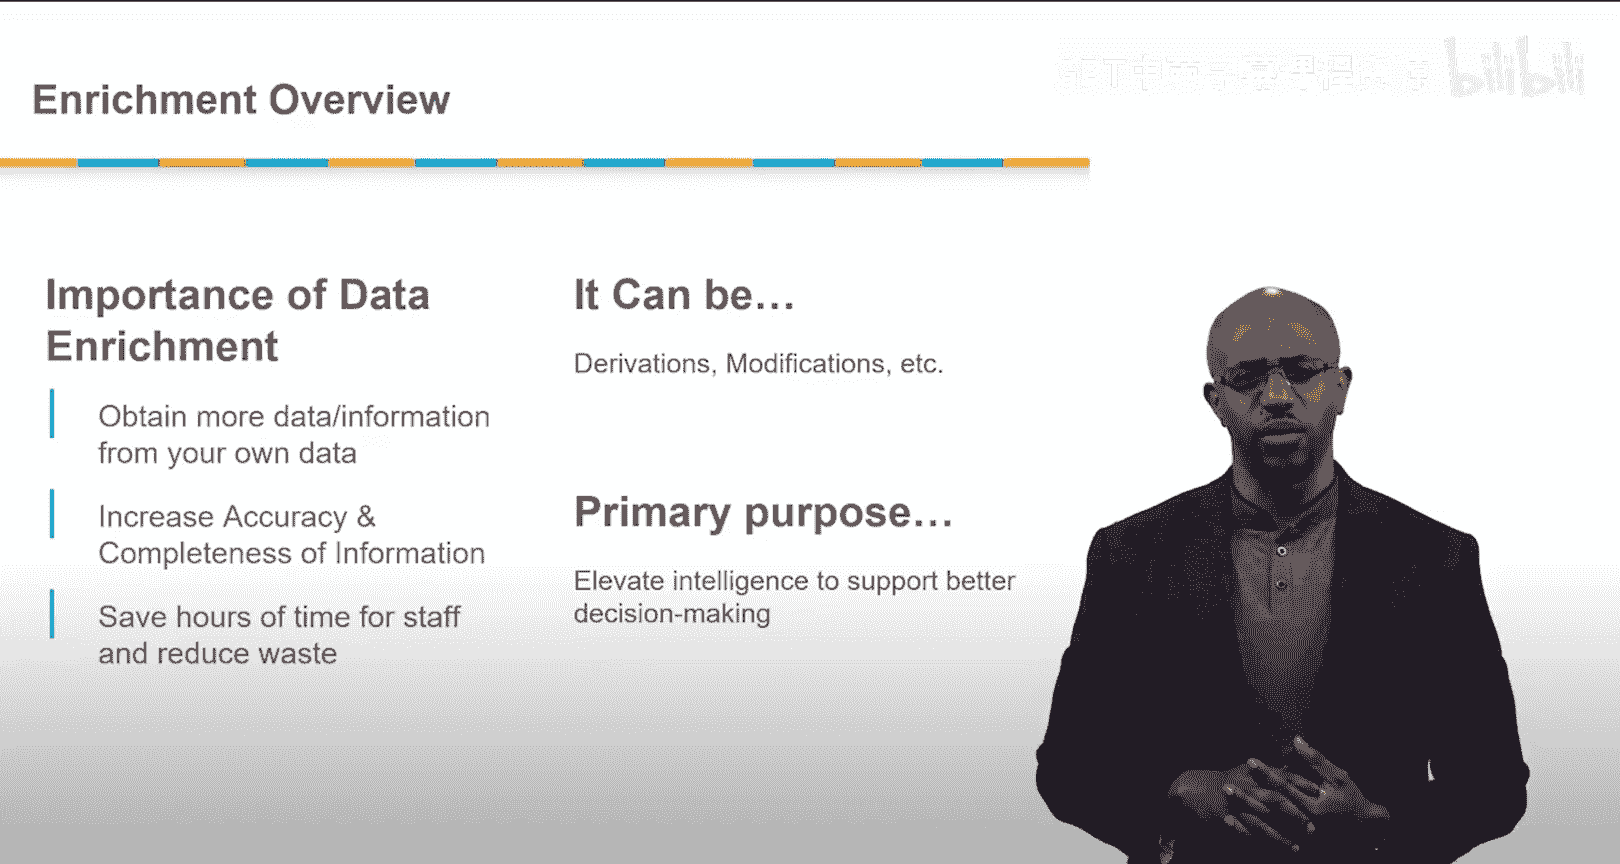 Enrichment Overview
bilibili
Importance of Data
Enrichment
Obtain more data/information
from your own data
Increase Accuracy &
Completeness of Information
Save hours of time for staff
and reduce waste
It Can be…
Derivations, Modifications, etc.
Primary purpose…
Elevate intelligence to support better
decision-making